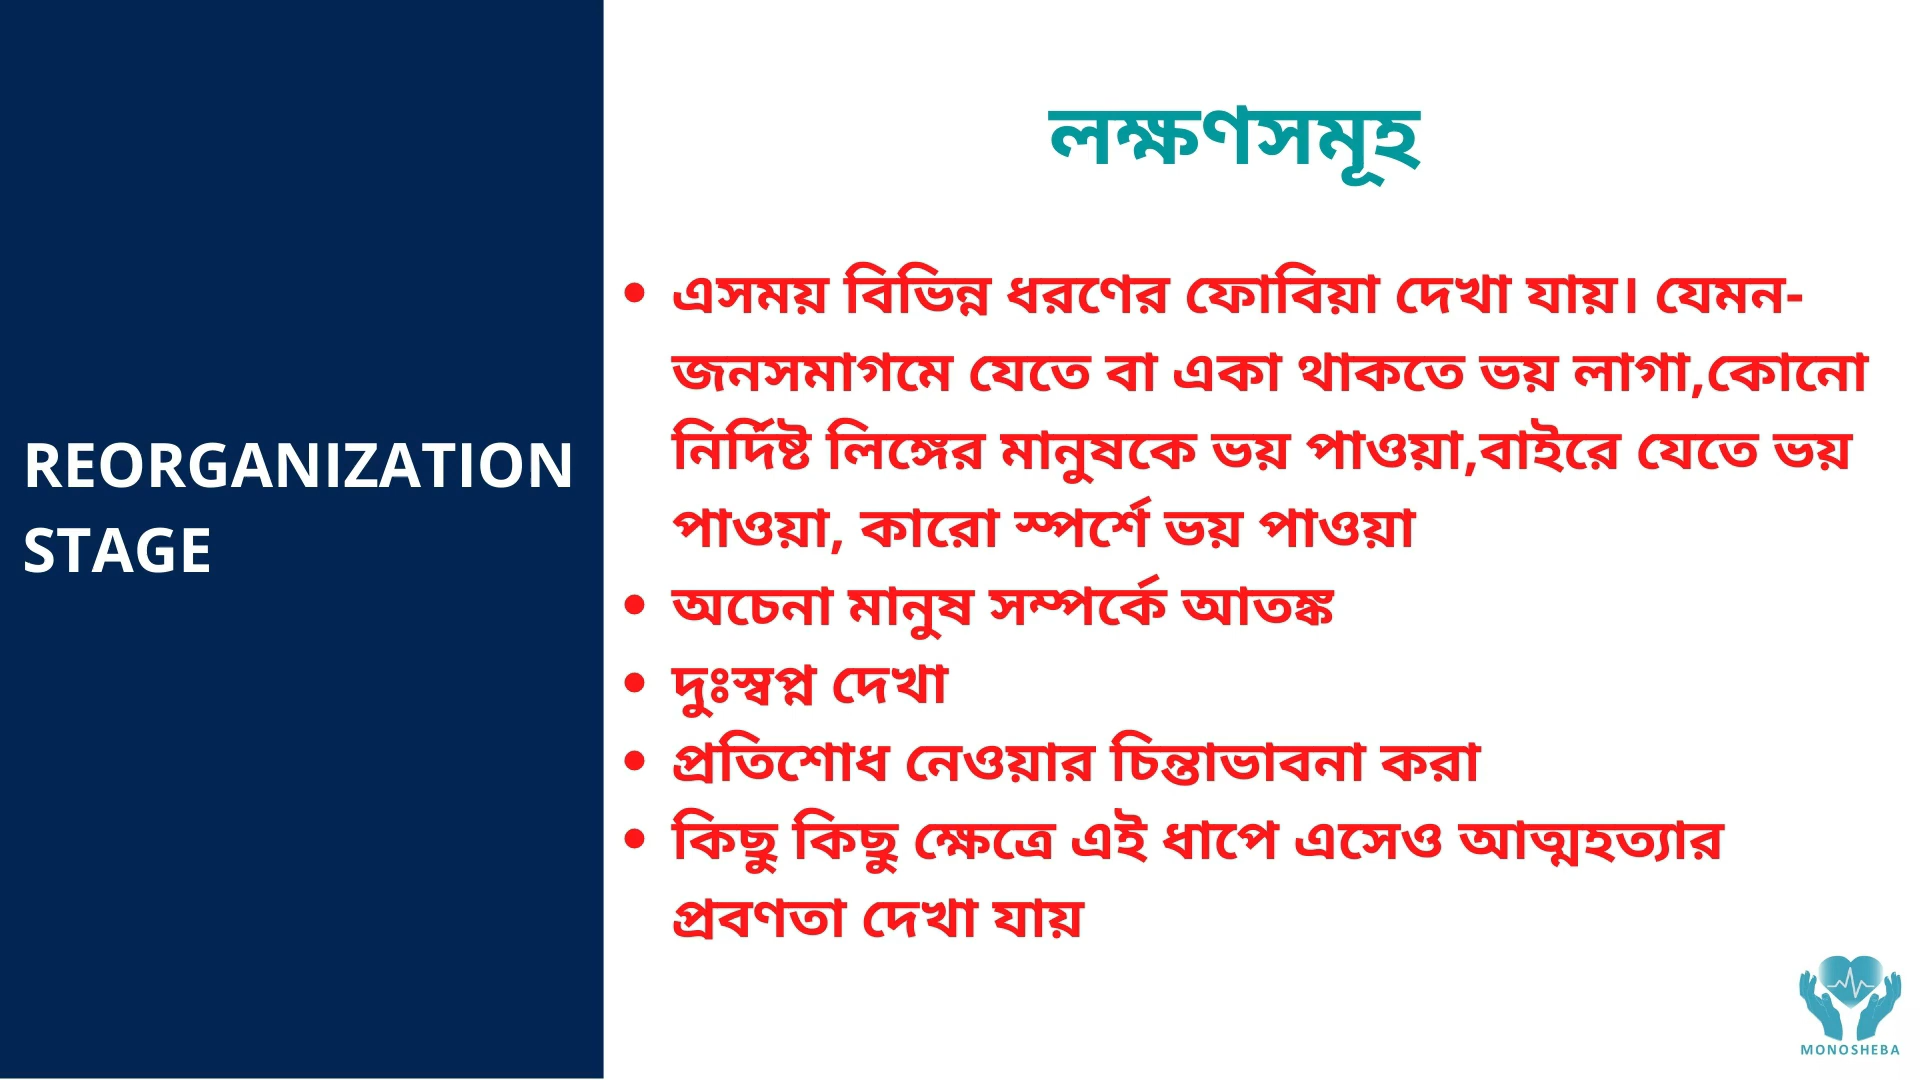 REORGANIZATION
STAGE
লক্ষণসমূহ
• এসময় বিভিন্ন ধরণের ফোবিয়া দেখা যায়। যেমন-
জনসমাগমে যেতে বা একা থাকতে ভয় লাগা,কোনো
নির্দিষ্ট লিঙ্গের মানুষকে ভয় পাওয়া,বাইরে যেতে ভয়
পাওয়া, কারো স্পর্শে ভয় পাওয়া
• অচেনা মানুষ সম্পর্কে আতঙ্ক
• দুঃস্বপ্ন দেখা
• প্রতিশোধ নেওয়ার চিন্তাভাবনা করা
• কিছু কিছু ক্ষেত্রে এই ধাপে এসেও আত্মহত্যার
প্রবণতা দেখা যায়
MONOSHEBA